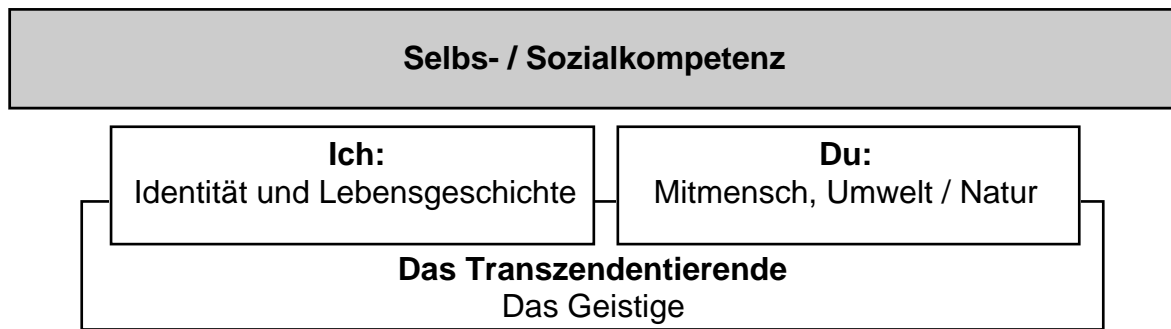 Selbs- / Sozialkompetenz
Ich:
Identität und Lebensgeschichte
Du:
Mitmensch, Umwelt / Natur
Das Transzendentierende
Das Geistige